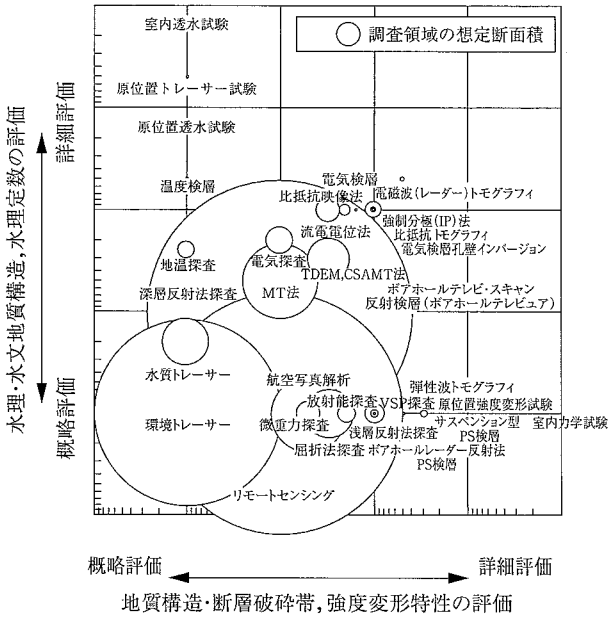 室内透水試験
調査領域の想定断面積
原位置トレーサー試験
原位置透水試験
温度検層
電気検層
比抵抗映像法
電磁波(レーダー)トモグラフィ
強制分極(IP)法
流電電位法
比抵抗トモグラフィ
地温探査
電気探査
電気検層孔壁インバージョン
TDEM,CSAMT法
深層反射法探査
MT法
ボアホールテレビ・スキャン
反射検層(ボアホールテレビュア)
水質トレーサー
航空写真解析
弾性波トモグラフィ
放射能探査
VSP探査
原位置強度変形試験
環境トレーサー
微重力探査
浅層反射法探査
サスペンション型
PS検層
室内力学試験
屈折法探査
ボアホールレーダー反射法
PS検層
リモートセンシング
水理・水文地質構造,水理定数の評価
詳細評価
概略評価
概略評価
詳細評価
地質構造・断層破砕帯,強度変形特性の評価